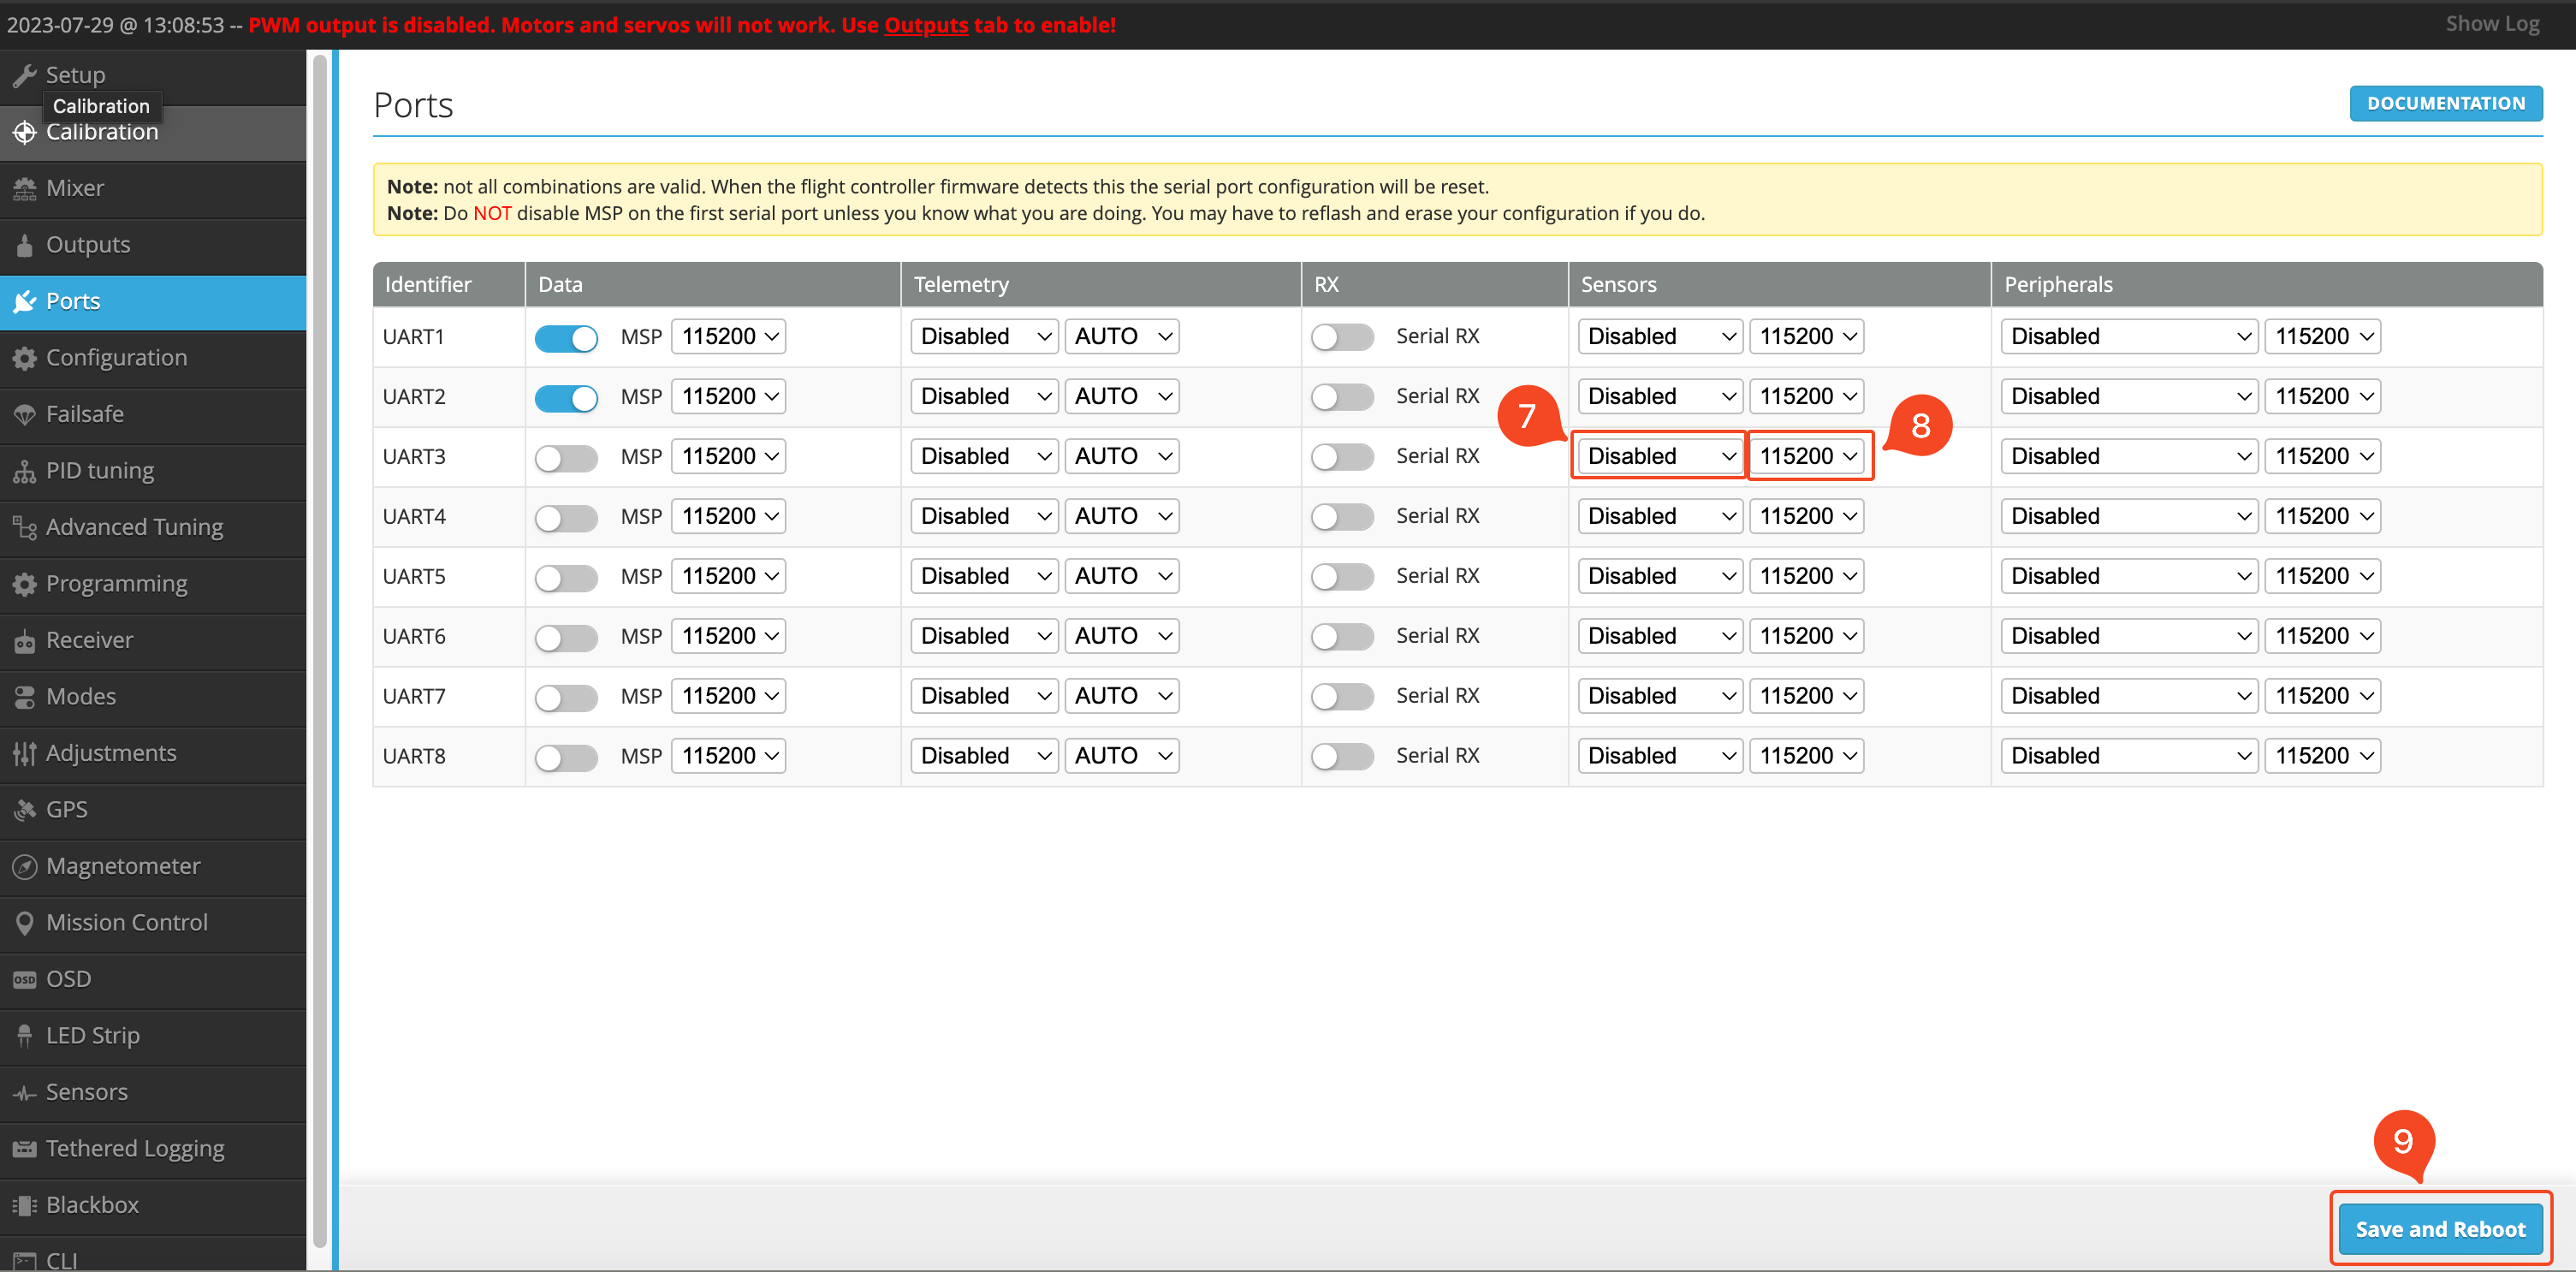 2023-07-29 @ 13:08:53 -- PWM output is disabled. Motors and servos will not work. Use Outputs tab to enable!
Show Log
Setup
Calibration
Calibration
Mixer
Outputs
Ports
Configuration
Failsafe
PID tuning
Advanced Tuning
Programming
Receiver
Modes
Adjustments
GPS
Magnetometer
Mission Control
OSD
OSD
LED Strip
Sensors
Tethered Logging
Blackbox
CLI
Ports
DOCUMENTATION
Note: not all combinations are valid. When the flight controller firmware detects this the serial port configuration will be reset.
Note: Do NOT disable MSP on the first serial port unless you know what you are doing. You may have to reflash and erase your configuration if you do.
Identifier Data Telemetry RX Sensors Peripherals
UART1 MSP 115200 Disabled AUTO Serial RX Disabled 115200 Disabled 115200
UART2 MSP 115200 Disabled AUTO Serial RX Disabled 115200 Disabled 115200
7
8
UART3 MSP 115200 Disabled AUTO Serial RX Disabled 115200 Disabled 115200
UART4 MSP 115200 Disabled AUTO Serial RX Disabled 115200 Disabled 115200
UART5 MSP 115200 Disabled AUTO Serial RX Disabled 115200 Disabled 115200
UART6 MSP 115200 Disabled AUTO Serial RX Disabled 115200 Disabled 115200
UART7 MSP 115200 Disabled AUTO Serial RX Disabled 115200 Disabled 115200
UART8 MSP 115200 Disabled AUTO Serial RX Disabled 115200 Disabled 115200
9
Save and Reboot